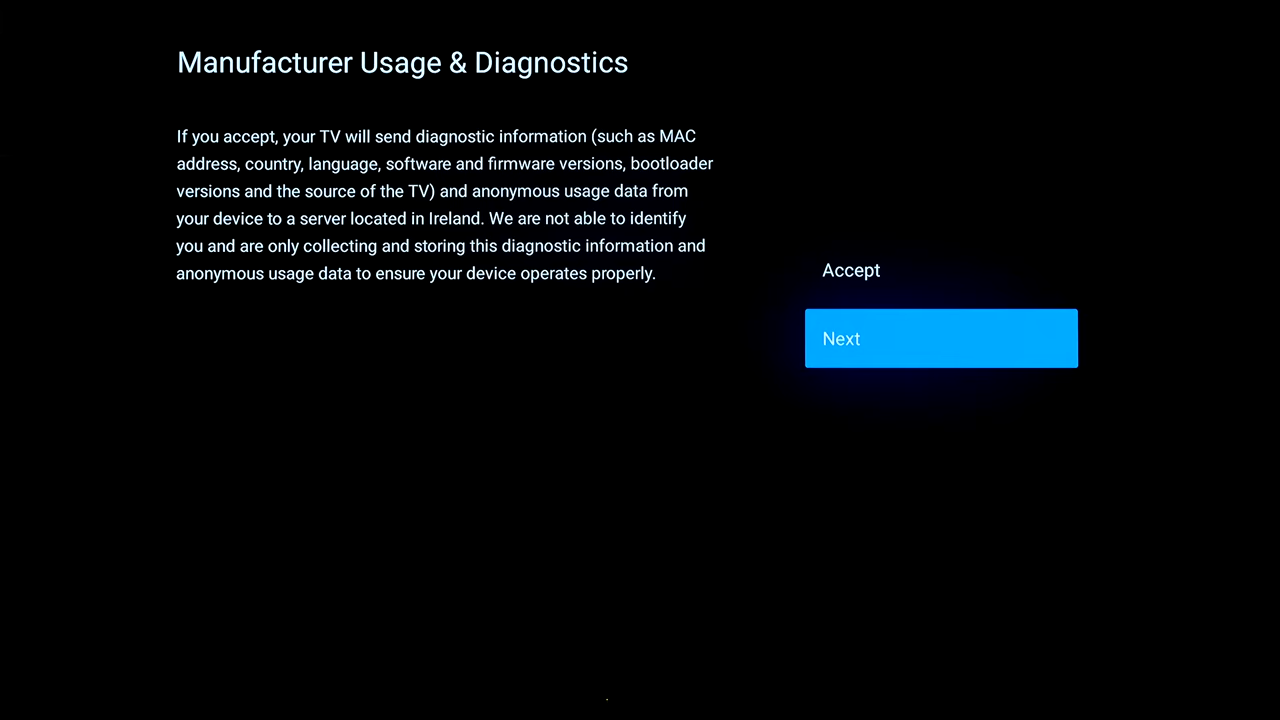 Manufacturer Usage & Diagnostics
If you accept, your TV will send diagnostic information (such as MAC
address, country, language, software and firmware versions, bootloader
versions and the source of the TV) and anonymous usage data from
your device to a server located in Ireland. We are not able to identify
you and are only collecting and storing this diagnostic information and
anonymous usage data to ensure your device operates properly.
Accept
Next